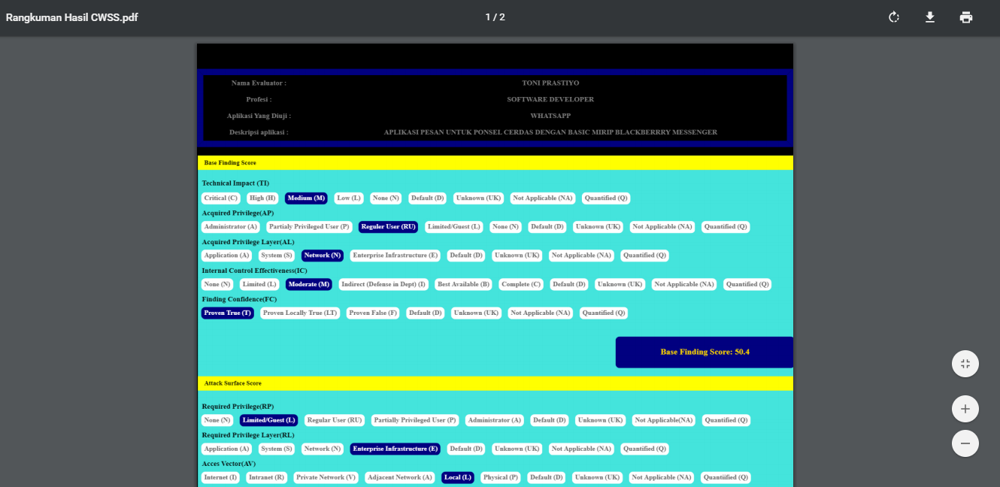 Rangkuman Hasil CWSS.pdf 1 / 2
Nama Evaluator : TONI PRASTIYO
Profesi : SOFTWARE DEVELOPER
Aplikasi Yang Diuji : WHATSAPP
Deskripsi aplikasi : APLIKASI PESAN UNTUK PONSEL CERDAS DENGAN BASIC MIRIP BLACKBERRRY MESSENGER
Base Finding Score
Technical Impact (TI)
Critical (C) High (H) Medium (M) Low (L) None (N) Default (D) Unknown (UK) Not Applicable (NA) Quantified (Q)
Acquired Privilege(AP)
Administrator (A) Partialy Privileged User (P) Reguler User (RU) Limited/Guest (L) None (N) Default (D) Unknown (UK) Not Applicable (NA) Quantified (Q)
Acquired Privilege Layer(AL)
Application (A) System (S) Network (N) Enterprise Infrastructure (E) Default (D) Unknown (UK) Not Applicable (NA) Quantified (Q)
Internal Control Effectiveness(IC)
None (N) Limited (L) Moderate (M) Indirect (Defense in Dept) (I) Best Available (B) Complete (C) Default (D) Unknown (UK) Not Applicable (NA) Quantified (Q)
Finding Confidence(FC)
Proven True (T) Proven Locally True (LT) Proven False (F) Default (D) Unknown (UK) Not Applicable (NA) Quantified (Q)
Base Finding Score: 50.4
Attack Surface Score
Required Privilege(RP)
None (N) Limited/Guest (L) Regular User (RU) Partially Privileged User (P) Administrator (A) Default (D) Unknown (UK) Not Applicable(NA) Quantified (Q)
Required Privilege Layer(RL)
Application (A) System (S) Network (N) Enterprise Infrastructure (E) Default (D) Unknown (UK) Not Applicable (NA) Quantified (Q)
Acces Vector(AV)
Internet (I) Intranet (R) Private Network (V) Adjacent Network (A) Local (L) Physical (P) Default (D) Unknown (UK) Not Applicable (NA) Quantiified (Q)